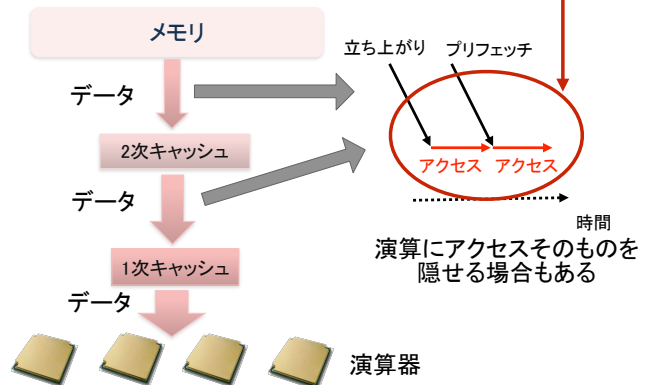 メモリ
立ち上がり プリフェッチ
データ
2次キャッシュ
アクセス アクセス
データ
時間
演算にアクセスそのものを
隠せる場合もある
1次キャッシュ
データ
演算器